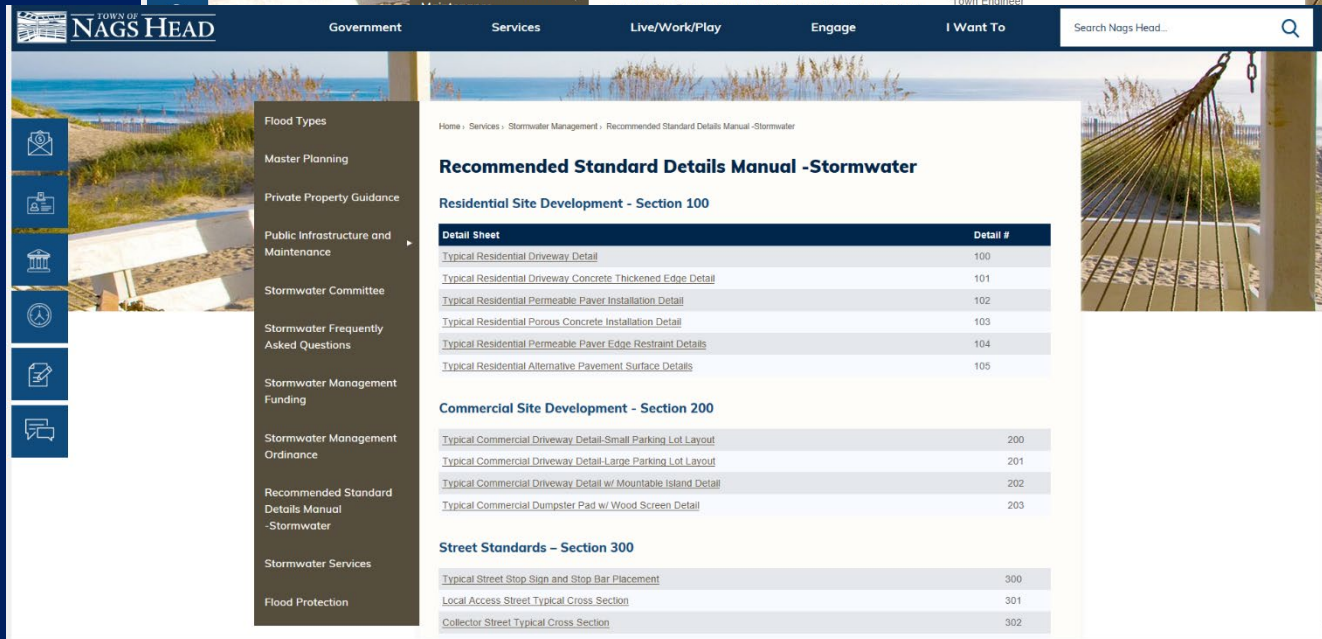 Town Engineer
TOWN OF
NAGS HEAD
Government
Services
Live/Work/Play
Engage
I Want To
Search Nags Head...
Flood Types
Master Planning
Private Property Guidance
Public Infrastructure and
Maintenance
Stormwater Committee
Stormwater Frequently
Asked Questions
Stormwater Management
Funding
Stormwater Management
Ordinance
Recommended Standard
Details Manual
-Stormwater
Stormwater Services
Flood Protection
Home › Services › Stormwater Management › Recommended Standard Details Manual -Stormwater
Recommended Standard Details Manual -Stormwater
Residential Site Development - Section 100
Detail Sheet Detail #
Typical Residential Driveway Detail 100
Typical Residential Driveway Concrete Thickened Edge Detail 101
Typical Residential Permeable Paver Installation Detail 102
Typical Residential Porous Concrete Installation Detail 103
Typical Residential Permeable Paver Edge Restraint Details 104
Typical Residential Alternative Pavement Surface Details 105
Commercial Site Development - Section 200
Typical Commercial Driveway Detail-Small Parking Lot Layout 200
Typical Commercial Driveway Detail-Large Parking Lot Layout 201
Typical Commercial Driveway Detail w/ Mountable Island Detail 202
Typical Commercial Dumpster Pad w/ Wood Screen Detail 203
Street Standards – Section 300
Typical Street Stop Sign and Stop Bar Placement 300
Local Access Street Typical Cross Section 301
Collector Street Typical Cross Section 302